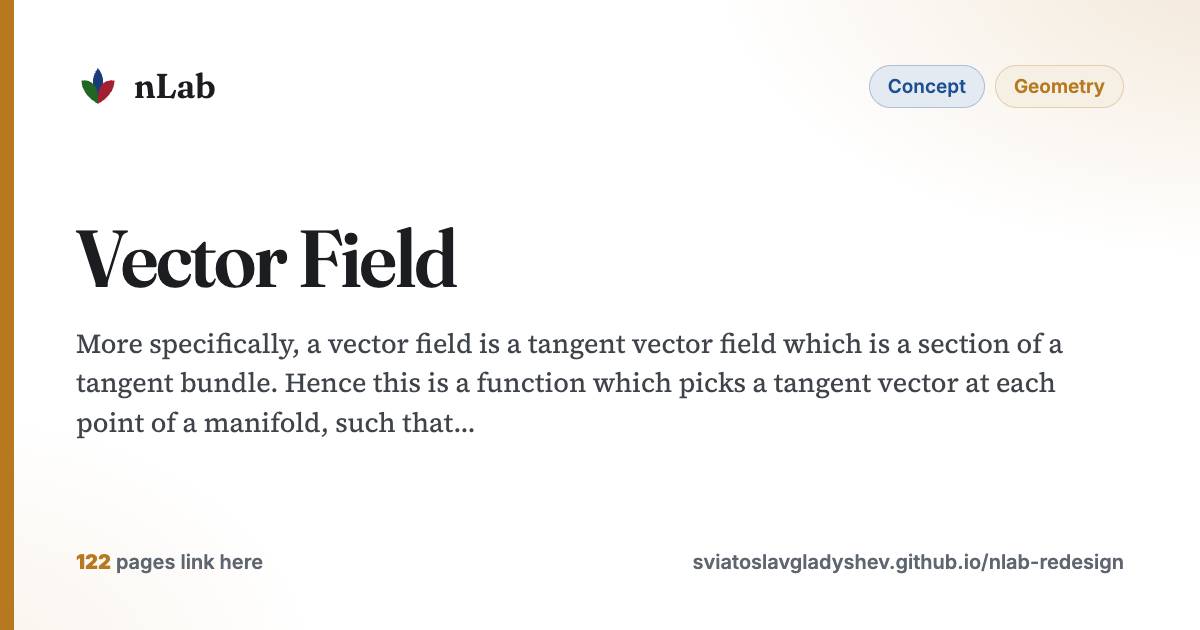 nLab
Concept
Geometry
Vector Field
More specifically, a vector field is a tangent vector field which is a section of a
tangent bundle. Hence this is a function which picks a tangent vector at each
point of a manifold, such that...
122 pages link here
sviatoslavgladyshev.github.io/nlab-redesign